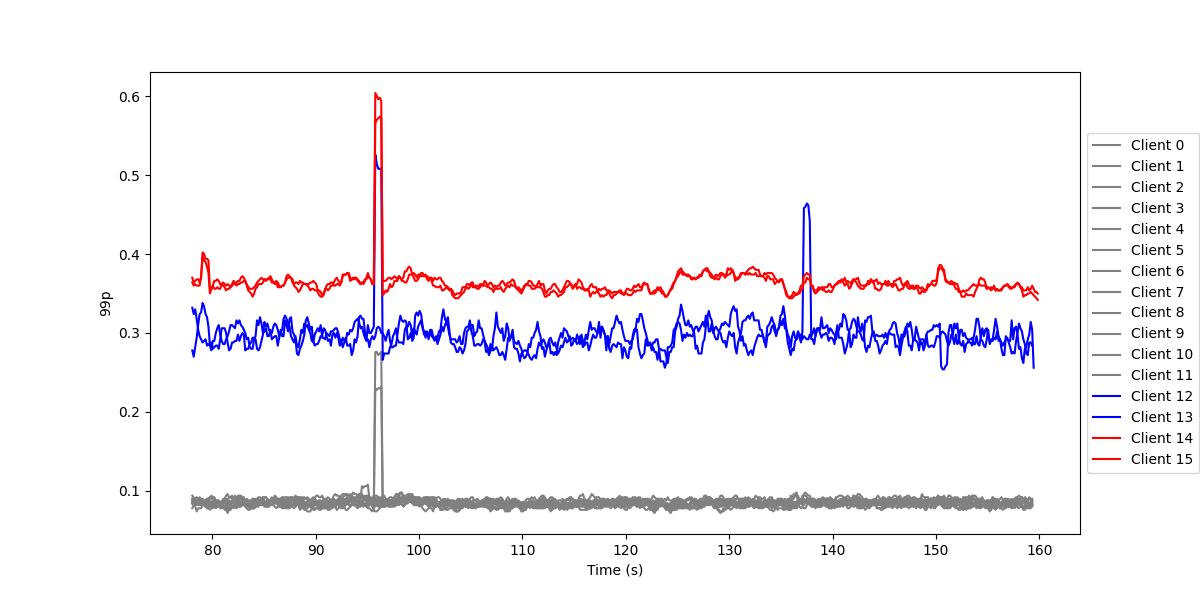 99p
0.6
0.5
0.4
0.3
0.2
0.1
80 90 100 110 120 130 140 150 160
Time (s)
Client 0
Client 1
Client 2
Client 3
Client 4
Client 5
Client 6
Client 7
Client 8
Client 9
Client 10
Client 11
Client 12
Client 13
Client 14
Client 15